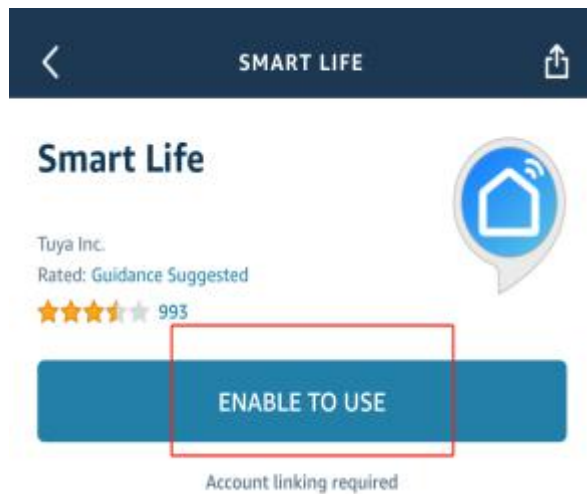 SMART LIFE
Smart Life
Tuya Inc.
Rated: Guidance Suggested
993
ENABLE TO USE
Account linking required